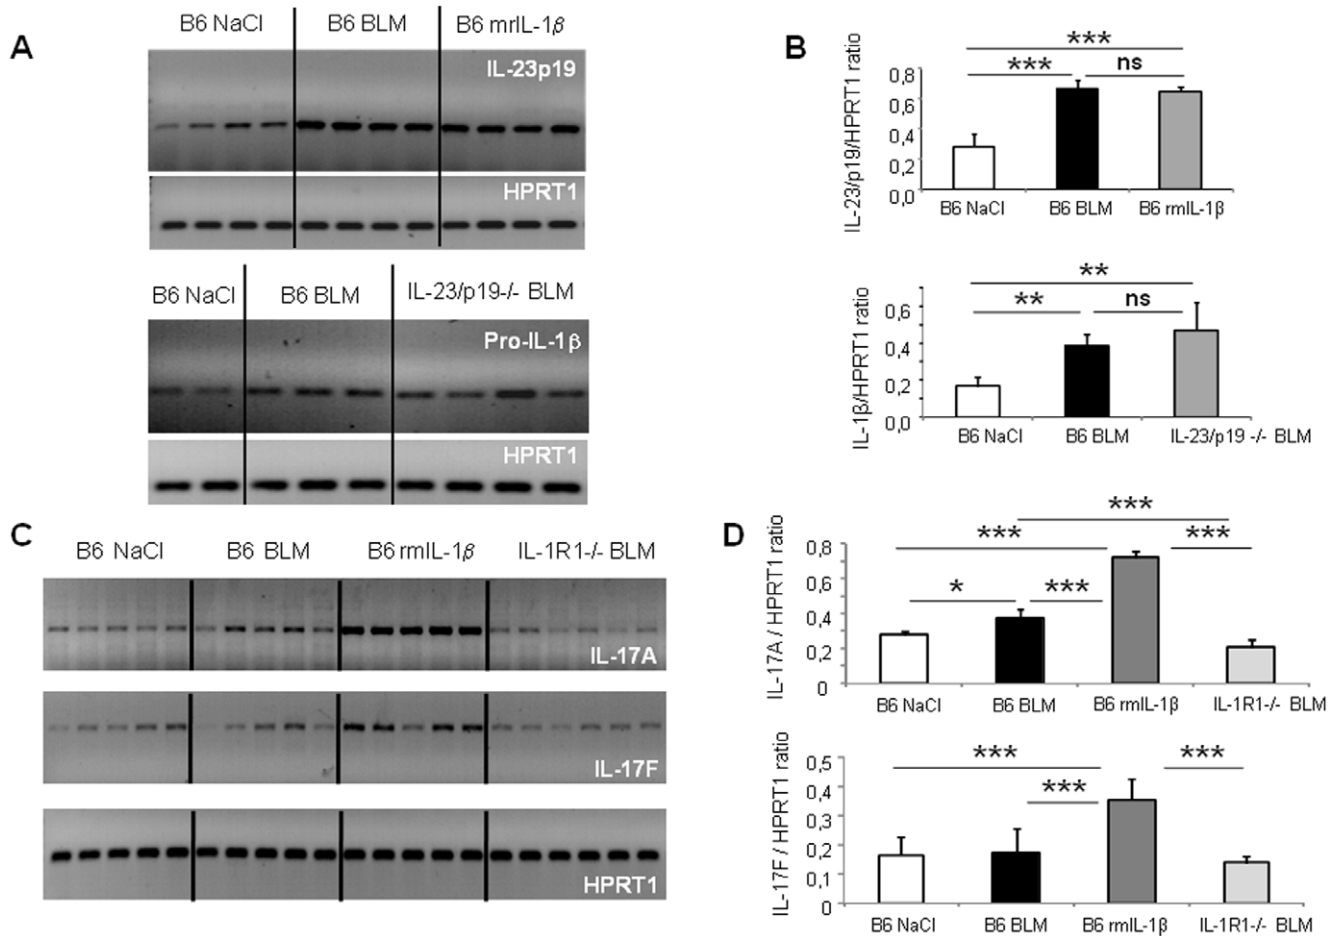 A
B6 NaCl B6 BLM B6 mrIL-1β
IL-23p19
HPRT1
B6 NaCl B6 BLM IL-23/p19-/- BLM
Pro-IL-1β
HPRT1
B
IL-23/p19/HPRT1 ratio
***
*** ns
0,8
0,6
0,4
0,2
0,0
B6 NaCl B6 BLM B6 rmIL-1β
IL-1β/HPRT1 ratio
**
** ns
0,6
0,4
0,2
0,0
B6 NaCl B6 BLM IL-23/p19 -/- BLM
C
B6 NaCl B6 BLM B6 rmIL-1β IL-1R1-/- BLM
IL-17A
IL-17F
HPRT1
D
IL-17A / HPRT1 ratio
***
*** ***
* ***
0,8
0,6
0,4
0,2
0
B6 NaCl B6 BLM B6 rmIL-1β IL-1R1-/- BLM
IL-17F / HPRT1 ratio
*** ***
***
0,5
0,4
0,3
0,2
0,1
0
B6 NaCl B6 BLM B6 rmIL-1β IL-1R1-/- BLM